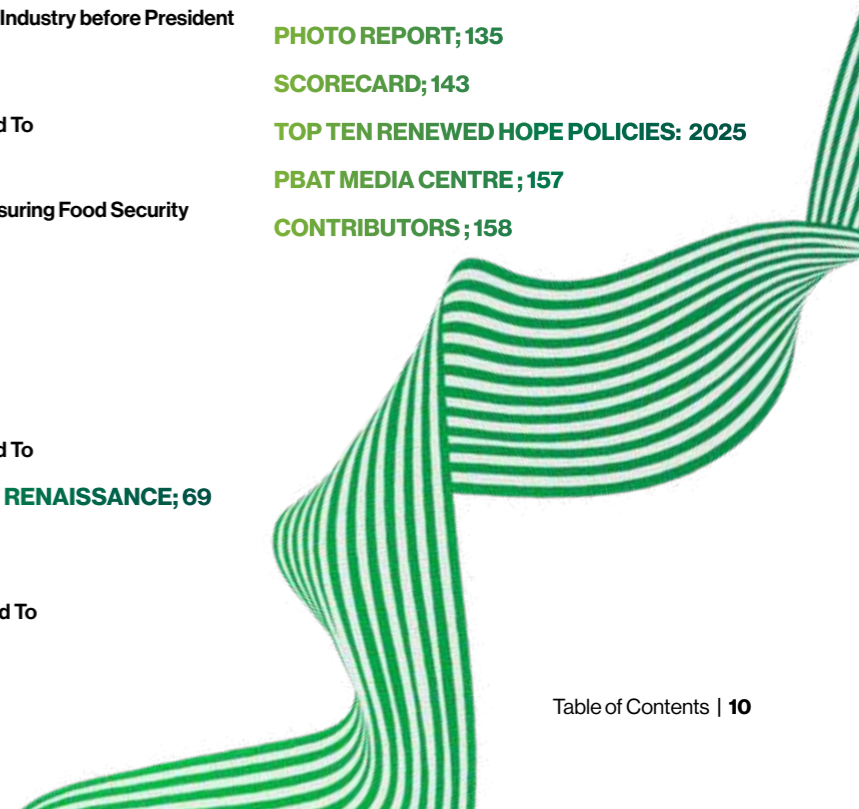 Industry before President
d To
suring Food Security
d To
RENAISSANCE; 69
d To
PHOTO REPORT; 135
SCORECARD; 143
TOP TEN RENEWED HOPE POLICIES: 2025
PBAT MEDIA CENTRE ; 157
CONTRIBUTORS ; 158
Table of Contents | 10